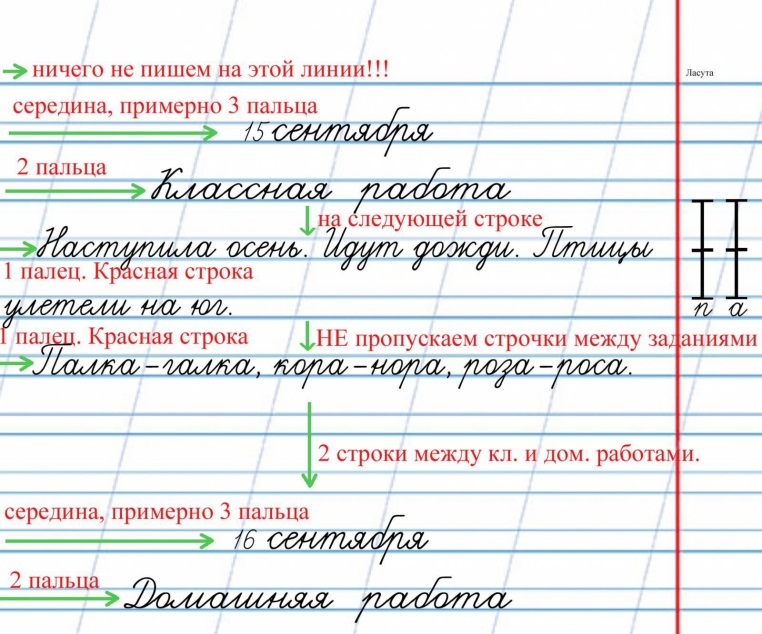 ничего не пишем на этой линии!!!
Ласута
середина, примерно 3 пальца
15 сентября
2 пальца
Классная работа
на следующей строке
Наступила осень. Идут дожди. Птицы
1 палец. Красная строка
улетели на юг.
п а
1 палец. Красная строка
НЕ пропускаем строчки между заданиями
Палка – галка, кора – нора, роза – роса.
2 строки между кл. и дом. работами.
середина, примерно 3 пальца
16 сентября
2 пальца
Домашняя работа